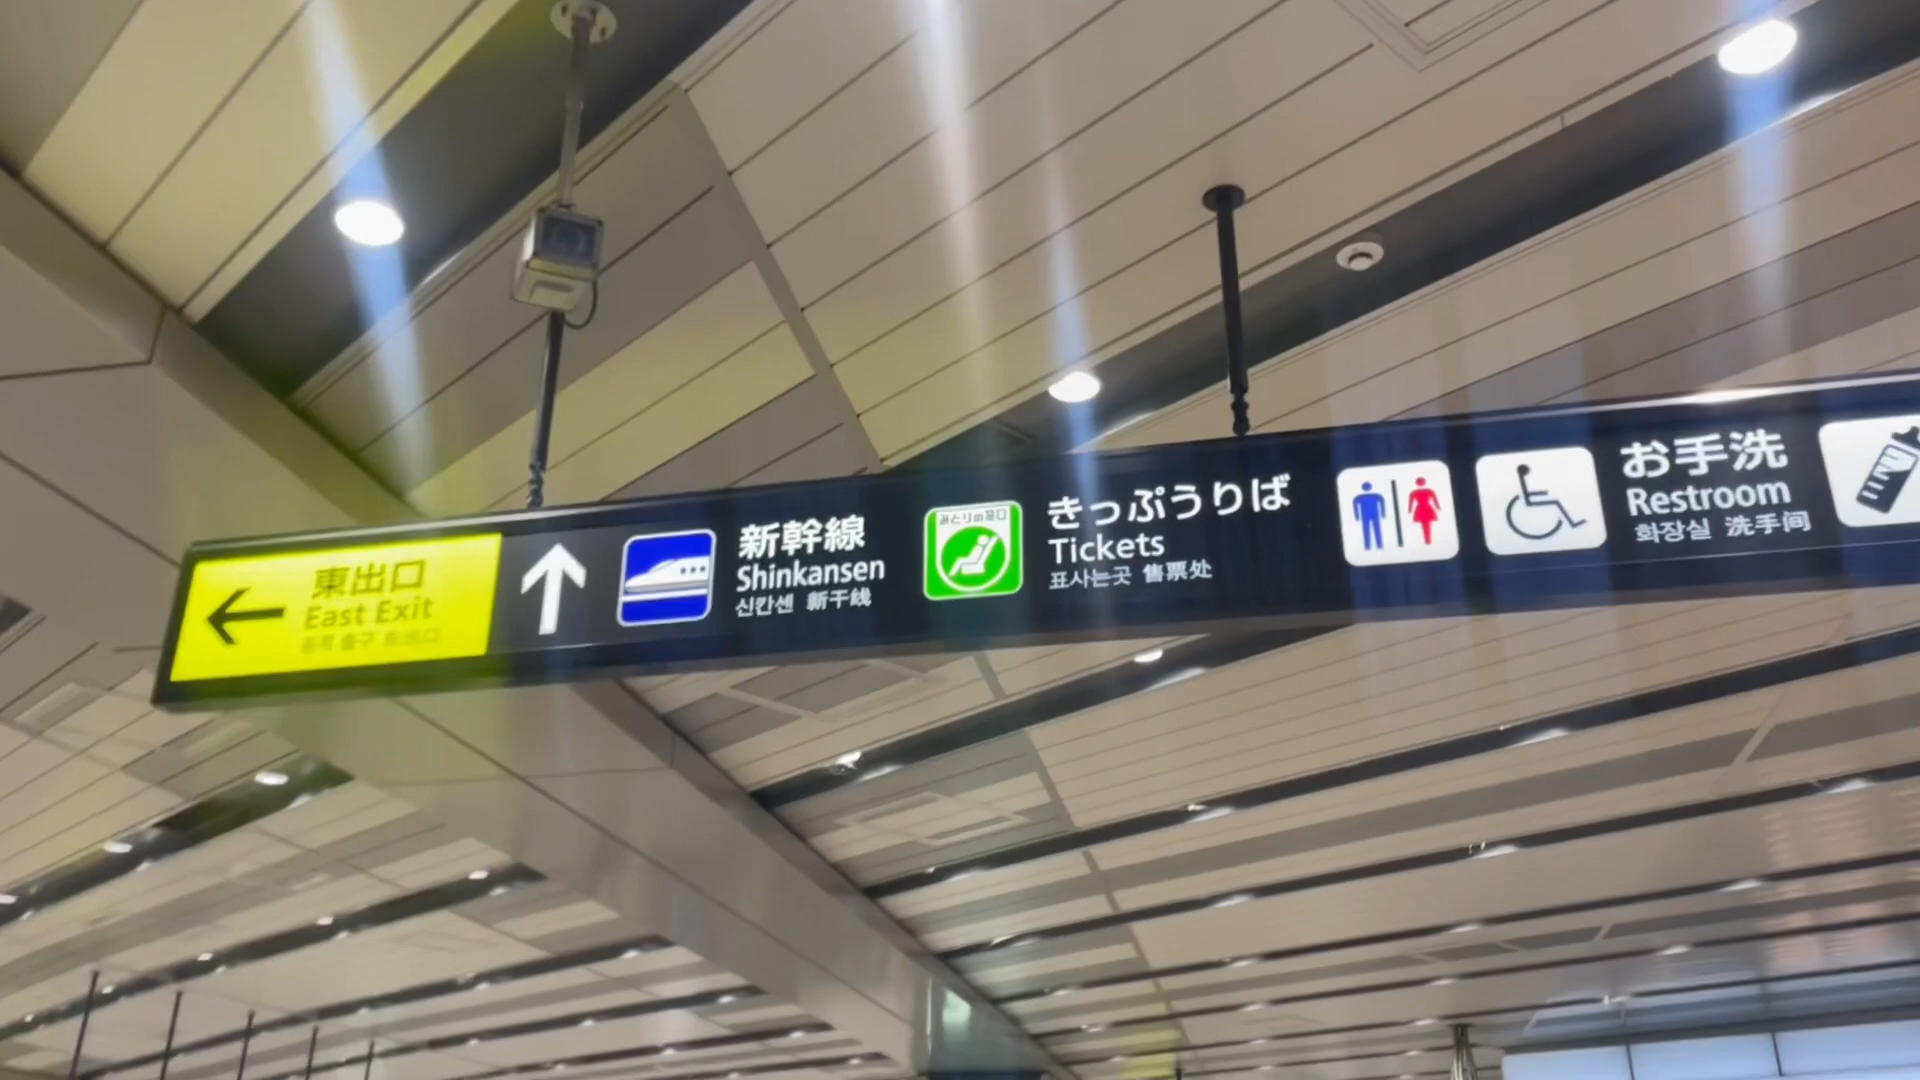 東出口
East Exit
동쪽 출구 东出口
新幹線
Shinkansen
신칸센 新干线
みどりの窓口
きっぷうりば
Tickets
표사는곳 售票处
お手洗
Restroom
화장실 洗手间